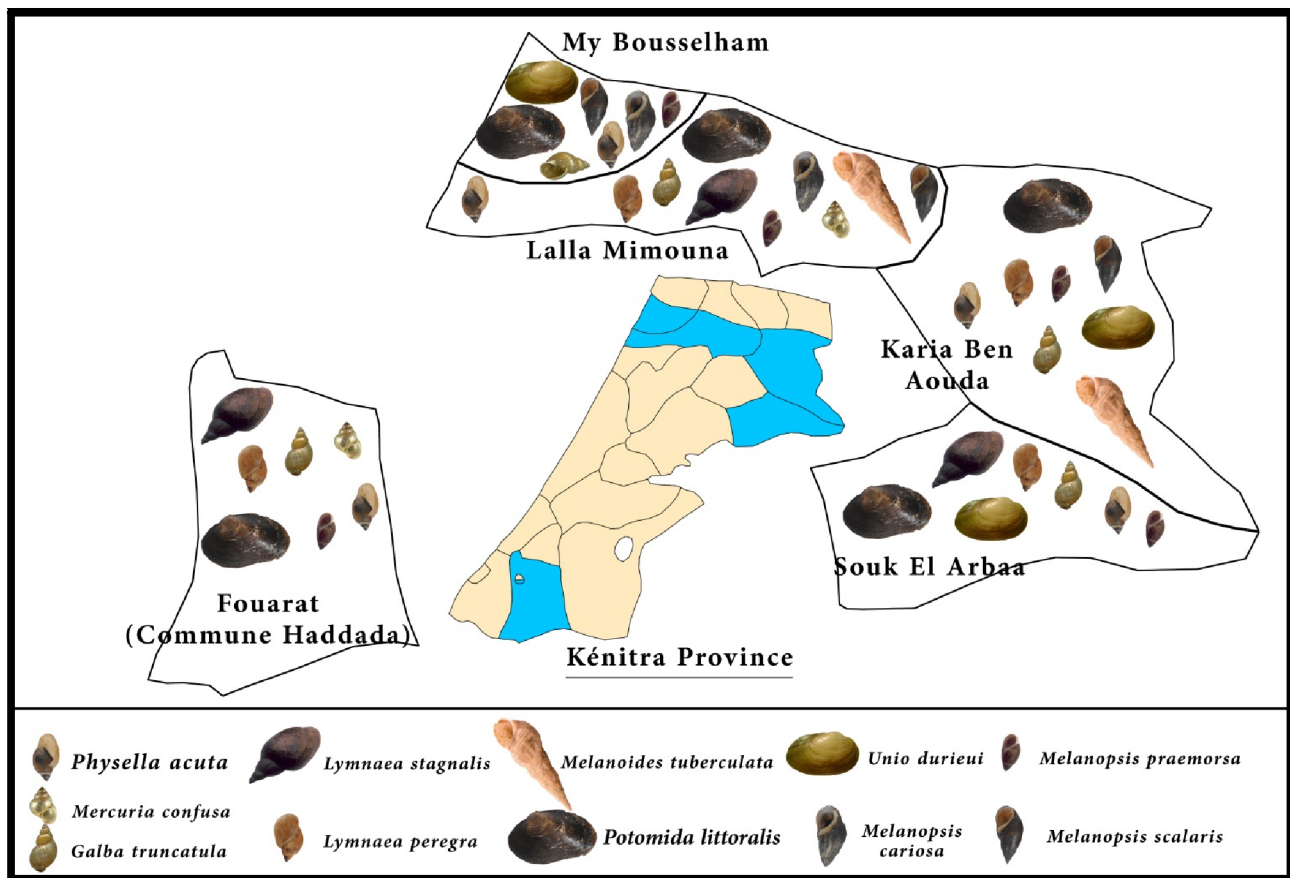 My Bousselham
Lalla Mimouna
Karia Ben
Aouda
Souk El Arbaa
Fouarat
(Commune Haddada)
Kénitra Province
Physella acuta
Lymnaea stagnalis
Melanoides tuberculata
Unio durieui
Melanopsis praemorsa
Mercuria confusa
Galba truncatula
Lymnaea peregra
Potomida littoralis
Melanopsis
cariosa
Melanopsis scalaris